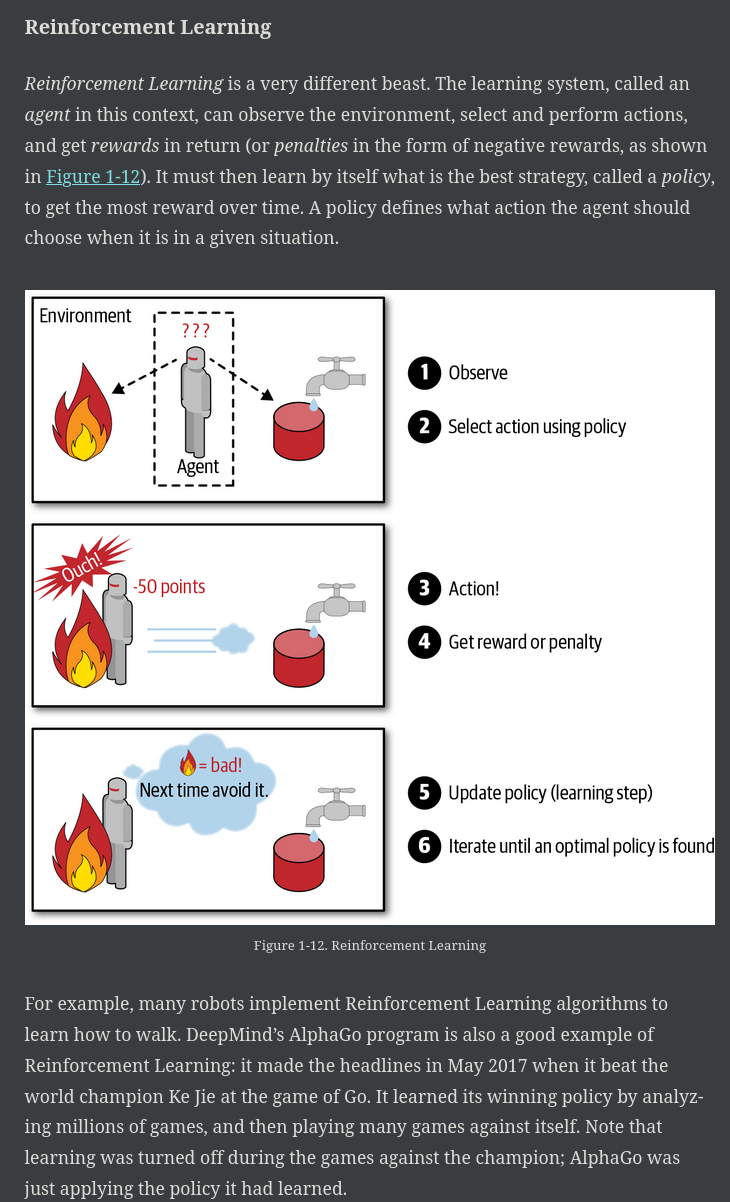 Reinforcement Learning
Reinforcement Learning is a very different beast. The learning system, called an
agent in this context, can observe the environment, select and perform actions,
and get rewards in return (or penalties in the form of negative rewards, as shown
in Figure 1-12). It must then learn by itself what is the best strategy, called a policy,
to get the most reward over time. A policy defines what action the agent should
choose when it is in a given situation.
Environment
???
Agent
1 Observe
2 Select action using policy
Ouch!
-50 points
3 Action!
4 Get reward or penalty
= bad!
Next time avoid it.
5 Update policy (learning step)
6 Iterate until an optimal policy is found
Figure 1-12. Reinforcement Learning
For example, many robots implement Reinforcement Learning algorithms to
learn how to walk. DeepMind’s AlphaGo program is also a good example of
Reinforcement Learning: it made the headlines in May 2017 when it beat the
world champion Ke Jie at the game of Go. It learned its winning policy by analyz-
ing millions of games, and then playing many games against itself. Note that
learning was turned off during the games against the champion; AlphaGo was
just applying the policy it had learned.